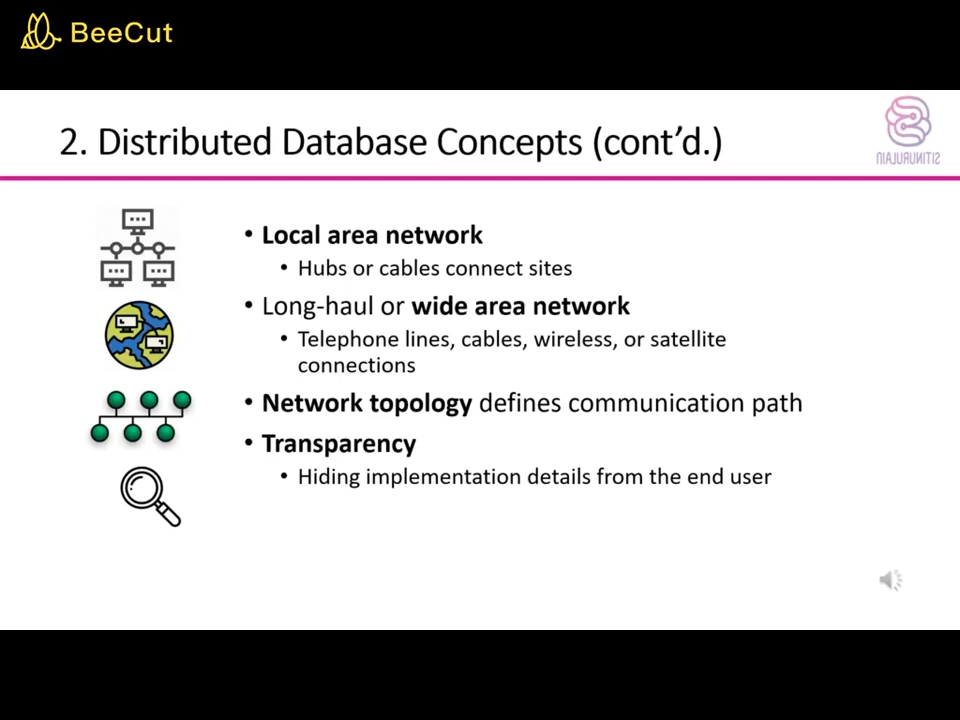 BeeCut
2. Distributed Database Concepts (cont'd.)
SITINURULAIN
• Local area network
• Hubs or cables connect sites
• Long-haul or wide area network
• Telephone lines, cables, wireless, or satellite
connections
• Network topology defines communication path
• Transparency
• Hiding implementation details from the end user